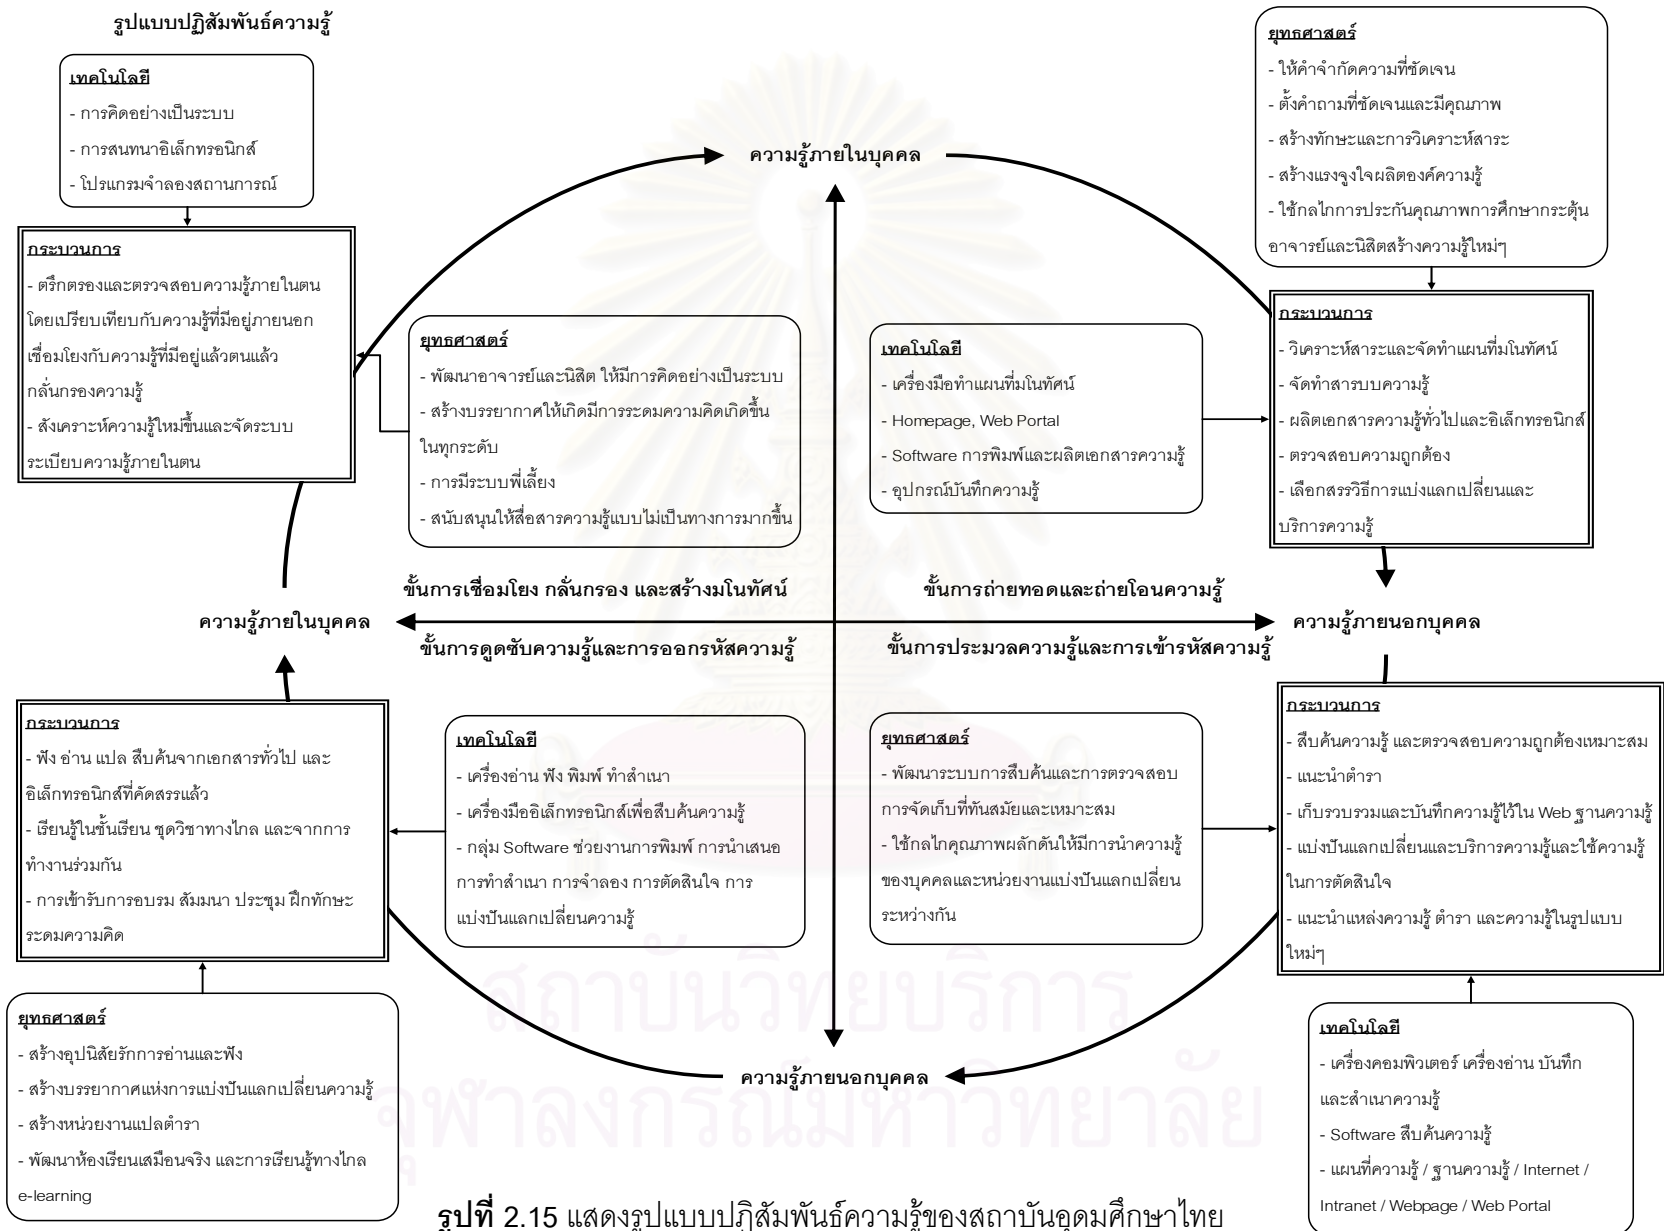 รูปแบบปฏิสัมพันธ์ความรู้
เทคโนโลยี
- การคิดอย่างเป็นระบบ
- การสนทนาอิเล็กทรอนิกส์
- โปรแกรมจำลองสถานการณ์
กระบวนการ
- ตรึกตรองและตรวจสอบความรู้ภายในตน
โดยเปรียบเทียบกับความรู้ที่มีอยู่ภายนอก
เชื่อมโยงกับความรู้ที่มีอยู่แล้วตนแล้ว
กลั่นกรองความรู้
- สังเคราะห์ความรู้ใหม่ขึ้นและจัดระบบ
ระเบียบความรู้ภายในตน
ยุทธศาสตร์
- พัฒนาอาจารย์และนิสิต ให้มีการคิดอย่างเป็นระบบ
- สร้างบรรยากาศให้เกิดมีการระดมความคิดเกิดขึ้น
ในทุกระดับ
- การมีระบบพี่เลี้ยง
- สนับสนุนให้สื่อสารความรู้แบบไม่เป็นทางการมากขึ้น
ความรู้ภายในบุคคล
ยุทธศาสตร์
- ให้คำจำกัดความที่ชัดเจน
- ตั้งคำถามที่ชัดเจนและมีคุณภาพ
- สร้างทักษะและการวิเคราะห์สาระ
- สร้างแรงจูงใจผลิตองค์ความรู้
- ใช้กลไกการประกันคุณภาพการศึกษากระตุ้น
อาจารย์และนิสิตสร้างความรู้ใหม่ๆ
เทคโนโลยี
- เครื่องมือทำแผนที่มโนทัศน์
- Homepage, Web Portal
- Software การพิมพ์และผลิตเอกสารความรู้
- อุปกรณ์บันทึกความรู้
กระบวนการ
- วิเคราะห์สาระและจัดทำแผนที่มโนทัศน์
- จัดทำสารบบความรู้
- ผลิตเอกสารความรู้ทั่วไปและอิเล็กทรอนิกส์
- ตรวจสอบความถูกต้อง
- เลือกสรรวิธีการแบ่งแลกเปลี่ยนและ
บริการความรู้
ขั้นการเชื่อมโยง กลั่นกรอง และสร้างมโนทัศน์
ขั้นการถ่ายทอดและถ่ายโอนความรู้
ความรู้ภายในบุคคล
ความรู้ภายนอกบุคคล
ขั้นการดูดซับความรู้และการออกรหัสความรู้
ขั้นการประมวลความรู้และการเข้ารหัสความรู้
กระบวนการ
- ฟัง อ่าน แปล สืบค้นจากเอกสารทั่วไป และ
อิเล็กทรอนิกส์ที่คัดสรรแล้ว
- เรียนรู้ในชั้นเรียน ชุดวิชาทางไกล และจากการ
ทำงานร่วมกัน
- การเข้ารับการอบรม สัมมนา ประชุม ฝึกทักษะ
ระดมความคิด
เทคโนโลยี
- เครื่องอ่าน ฟัง พิมพ์ ทำสำเนา
- เครื่องมืออิเล็กทรอนิกส์เพื่อสืบค้นความรู้
- กลุ่ม Software ช่วยงานการพิมพ์ การนำเสนอ
การทำสำเนา การจำลอง การตัดสินใจ การ
แบ่งปันแลกเปลี่ยนความรู้
ยุทธศาสตร์
- พัฒนาระบบการสืบค้นและการตรวจสอบ
การจัดเก็บที่ทันสมัยและเหมาะสม
- ใช้กลไกคุณภาพผลักดันให้มีการนำความรู้
ของบุคคลและหน่วยงานแบ่งปันแลกเปลี่ยน
ระหว่างกัน
กระบวนการ
- สืบค้นความรู้ และตรวจสอบความถูกต้องเหมาะสม
- แนะนำตำรา
- เก็บรวบรวมและบันทึกความรู้ไว้ใน Web ฐานความรู้
- แบ่งปันแลกเปลี่ยนและบริการความรู้และใช้ความรู้
ในการตัดสินใจ
- แนะนำแหล่งความรู้ ตำรา และความรู้ในรูปแบบ
ใหม่ๆ
ยุทธศาสตร์
- สร้างอุปนิสัยรักการอ่านและฟัง
- สร้างบรรยากาศแห่งการแบ่งปันแลกเปลี่ยนความรู้
- สร้างหน่วยงานแปลตำรา
- พัฒนาห้องเรียนเสมือนจริง และการเรียนรู้ทางไกล
e-learning
ความรู้ภายนอกบุคคล
เทคโนโลยี
- เครื่องคอมพิวเตอร์ เครื่องอ่าน บันทึก
และสำเนาความรู้
- Software สืบค้นความรู้
- แผนที่ความรู้ / ฐานความรู้ / Internet /
Intranet / Webpage / Web Portal
สถาบันวิทยบริการ
จุฬาลงกรณ์มหาวิทยาลัย
รูปที่ 2.15 แสดงรูปแบบปฏิสัมพันธ์ความรู้ของสถาบันอุดมศึกษาไทย